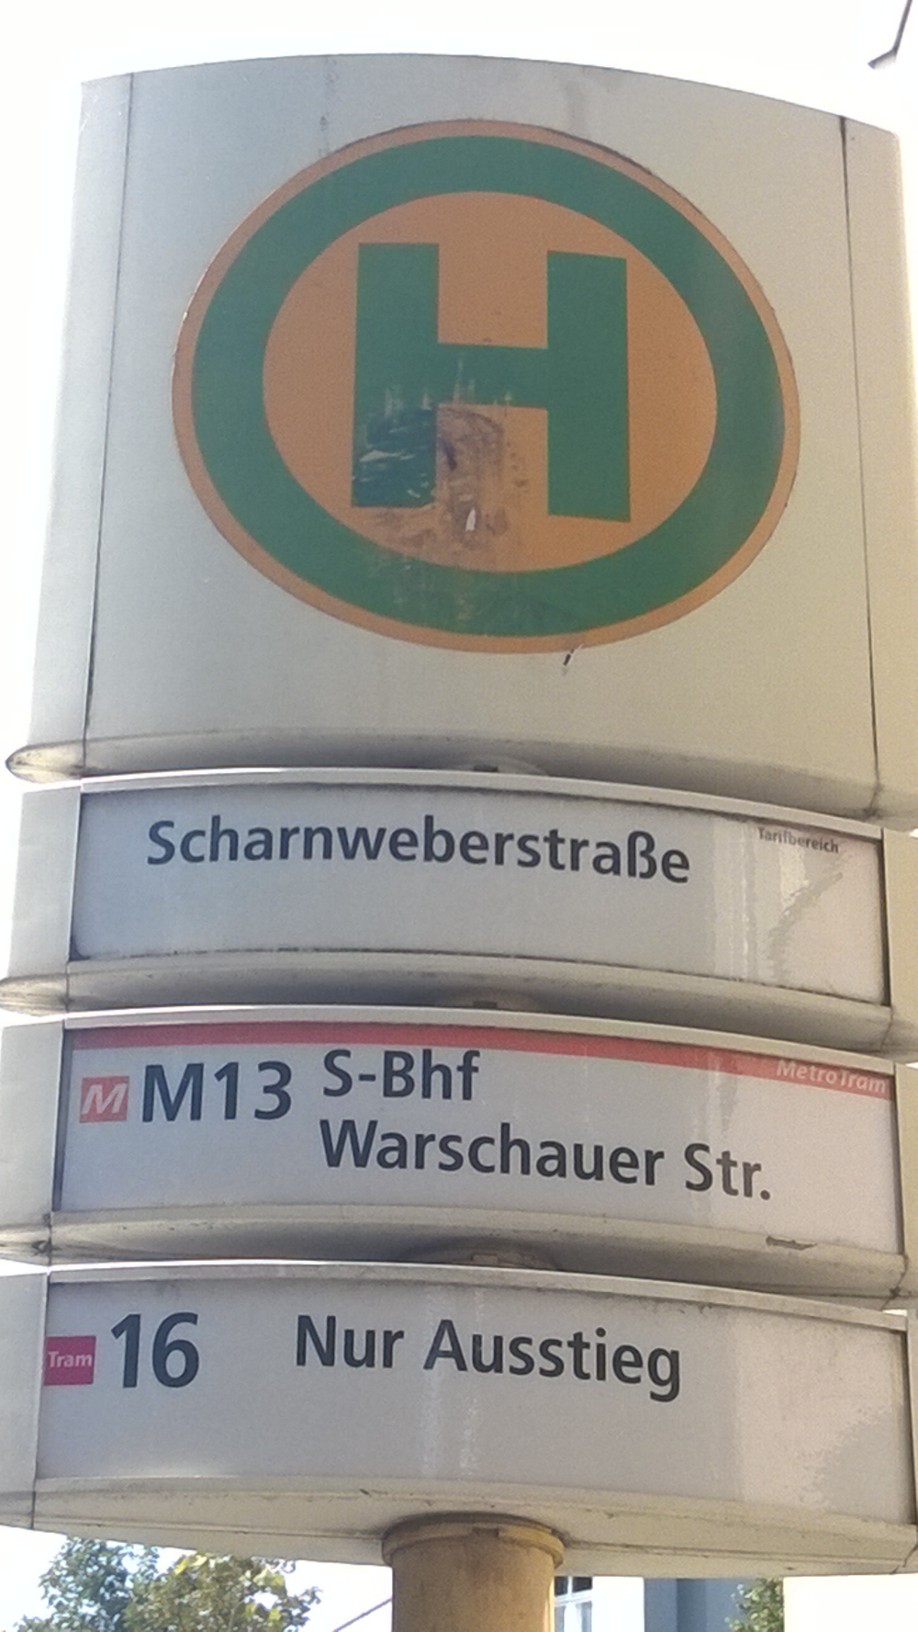 H
Scharnweberstraße
Tarifbereich
MetroTram
M M13 S-Bhf
Warschauer Str.
Tram 16 Nur Ausstieg